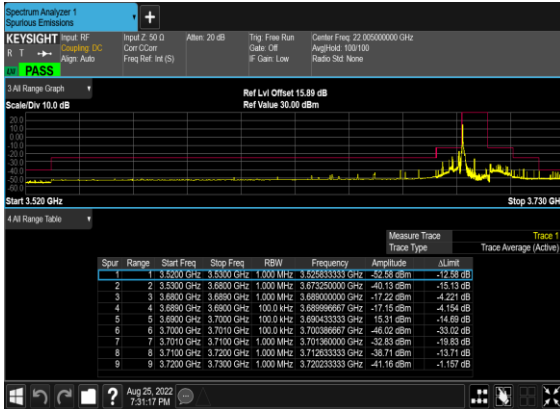 Spectrum Analyzer 1
Spurious Emissions
+
KEYSIGHT Input: RF Input Z: 50 Ω Atten: 20 dB Trig: Free Run Center Freq: 22.005000000 GHz
R T Coupling: DC Corr CCorr Gate: Off Avg|Hold: 100/100
Align: Auto Freq Ref: Int (S) IF Gain: Low Radio Std: None
PASS
3 All Range Graph Ref Lvl Offset 15.89 dB
Scale/Div 10.0 dB Ref Value 30.00 dBm
20.0
10.0
0.00
-10.0
-20.0
-30.0
-40.0
-50.0
-60.0
Start 3.520 GHz Stop 3.730 GH
4 All Range Table
Measure Trace Trace 1
Trace Type Trace Average (Active)
Spur Range Start Freq Stop Freq RBW Frequency Amplitude ΔLimit
1 1 3.5200 GHz 3.5300 GHz 1.000 MHz 3.525833333 GHz -52.58 dBm -12.58 dB
2 2 3.5300 GHz 3.6800 GHz 1.000 MHz 3.673250000 GHz -40.13 dBm -15.13 dB
3 3 3.6800 GHz 3.6890 GHz 1.000 MHz 3.689000000 GHz -17.22 dBm -4.221 dB
4 4 3.6890 GHz 3.6900 GHz 100.0 kHz 3.689996667 GHz -17.15 dBm -4.154 dB
5 5 3.6900 GHz 3.7000 GHz 100.0 kHz 3.690433333 GHz 15.31 dBm -14.69 dB
6 6 3.7000 GHz 3.7010 GHz 100.0 kHz 3.700386667 GHz -46.02 dBm -33.02 dB
7 7 3.7010 GHz 3.7100 GHz 1.000 MHz 3.701360000 GHz -32.83 dBm -19.83 dB
8 8 3.7100 GHz 3.7200 GHz 1.000 MHz 3.712633333 GHz -38.71 dBm -13.71 dB
9 9 3.7200 GHz 3.7300 GHz 1.000 MHz 3.720233333 GHz -41.16 dBm -1.157 dB
? Aug 25, 2022
7:31:17 PM